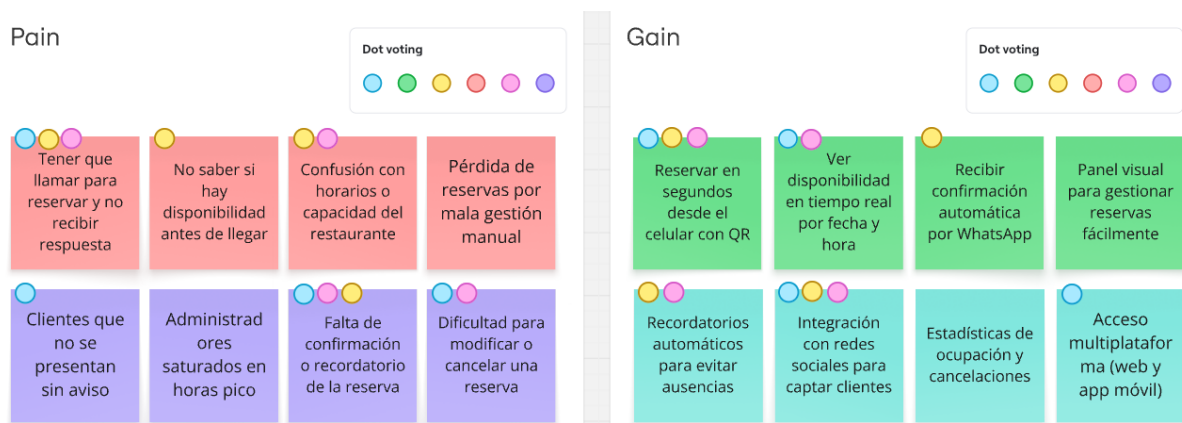 Pain
Dot voting
Tener que
llamar para
reservar y no
recibir
respuesta
No saber si
hay
disponibilidad
antes de llegar
Confusión con
horarios o
capacidad del
restaurante
Pérdida de
reservas por
mala gestión
manual
Clientes que
no se
presentan
sin aviso
Administrad
ores
saturados en
horas pico
Falta de
confirmación
o recordatorio
de la reserva
Dificultad para
modificar o
cancelar una
reserva
Gain
Dot voting
Reservar en
segundos
desde el
celular con QR
Ver
disponibilidad
en tiempo real
por fecha y
hora
Recibir
confirmación
automática
por WhatsApp
Panel visual
para gestionar
reservas
fácilmente
Recordatorios
automáticos
para evitar
ausencias
Integración
con redes
sociales para
captar clientes
Estadísticas de
ocupación y
cancelaciones
Acceso
multiplatafor
ma (web y
app móvil)